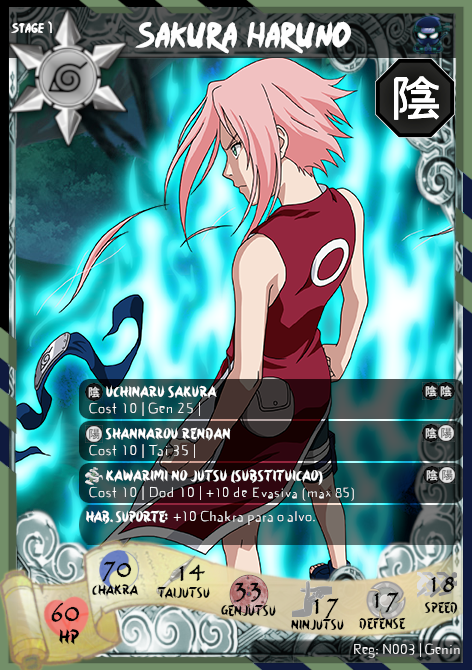 STAGE 1
SAKURA HARUNO
陰
陰 UCHINARU SAKURA 陰 陰
Cost 10 | Gen 25 |
陽 SHANNAROU RENDAN 陰 陽
Cost 10 | Tai 35 |
KAWARIMI NO JUTSU (SUBSTITUICAO) 陰 陽
Cost 10 | Dod 10 | +10 de Evasiva (max 85)
HAB. SUPORTE: +10 Chakra para o alvo.
70 CHAKRA
14 TAIJUTSU
33 GENJUTSU
17 NINJUTSU
17 DEFENSE
18 SPEED
60 HP
Reg: N003 | Genin